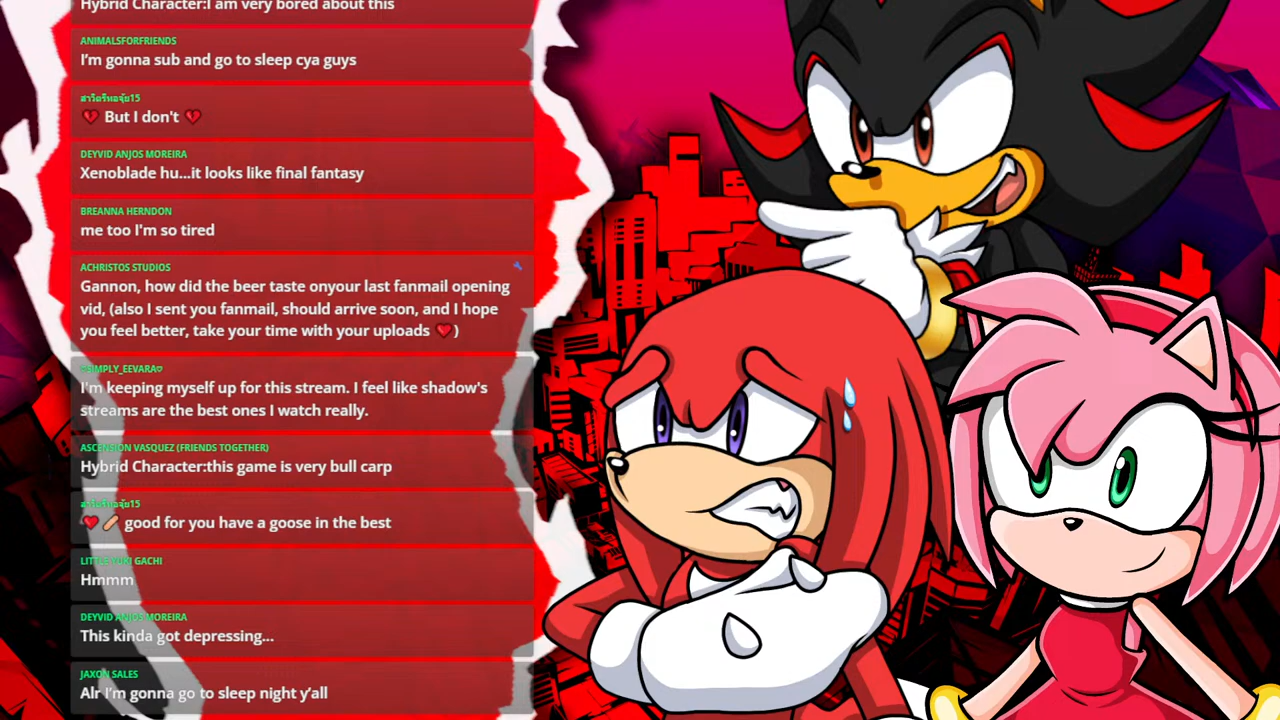 Hybrid Character:I am very bored about this
ANIMALSFORFRIENDS
I'm gonna sub and go to sleep cya guys
❤ But I don't ❤
DEYVID ANJOS MOREIRA
Xenoblade hu...it looks like final fantasy
BREANNA HERNDON
me too I'm so tired
ACHRISTOS STUDIOS
Gannon, how did the beer taste onyour last fanmail opening
vid, (also I sent you fanmail, should arrive soon, and I hope
you feel better, take your time with your uploads ❤)
♡SIMPLY_EEVARA♡
I'm keeping myself up for this stream. I feel like shadow's
streams are the best ones I watch really.
ASCENSION VASQUEZ (FRIENDS TOGETHER)
Hybrid Character:this game is very bull carp
good for you have a goose in the best
LITTLE YUKI GACHI
Hmmm
DEYVID ANJOS MOREIRA
This kinda got depressing...
JAXON SALES
Alr I'm gonna go to sleep night y'all